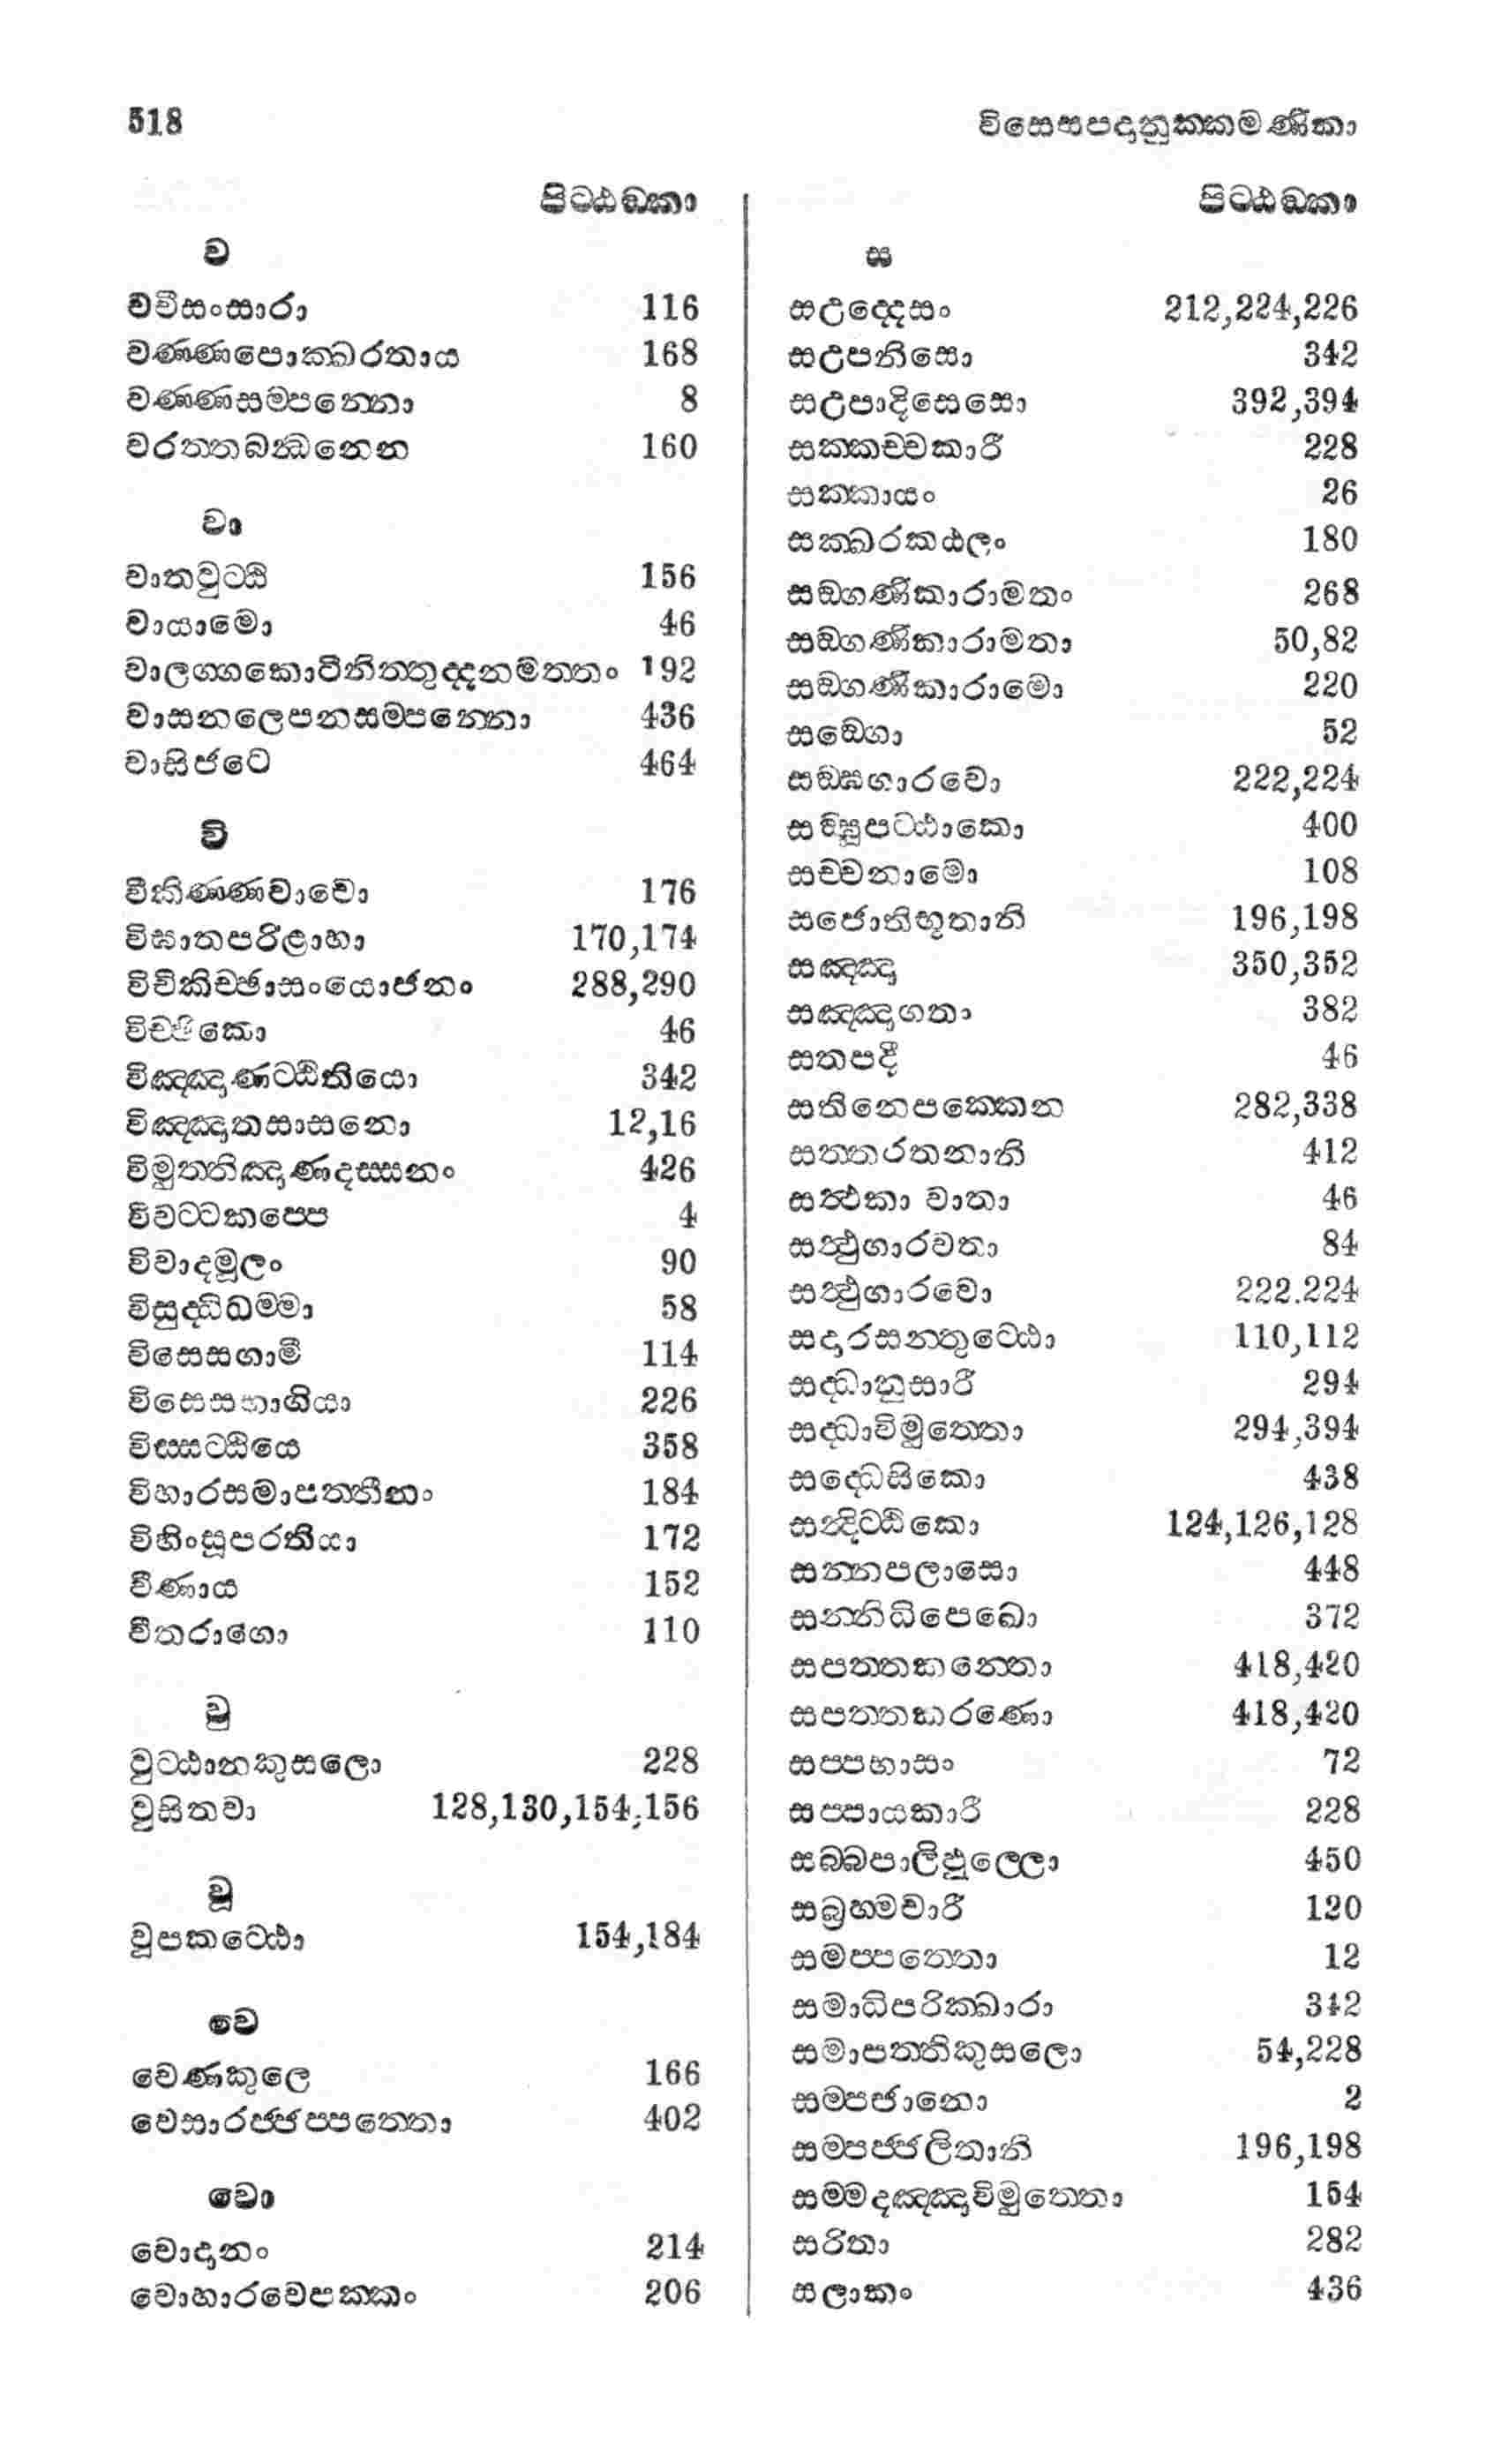 518
විසෙසපදානුක්කමණිකා
පිට්ඨඞ්කා
ව
වචීසංසාරා 116
වණ්ණපොක්ඛරතාය 168
වණ්ණසම්පන්නො 8
වරත්තබන්ධනෙන 160
වා
වාතවුට්ඨි 156
වායාමො 46
වාලග්ගකොටිනිත්තුද්දනමත්තං 192
වාසනලෙපනසම්පන්නො 436
වාසිජටෙ 464
වි
විකිණ්ණවාචො 176
විඝාතපරිළාහා 170,174
විචිකිච්ඡාසංයොජනං 288,290
විච්ඡිකො 46
විඤ්ඤාණට්ඨිතියො 342
විඤ්ඤාතසාසනො 12,16
විමුත්තිඤාණදස්සනං 426
විවට්ටකප්පෙ 4
විවාදමූලං 90
විසුද්ධිධම්මා 58
විසෙසගාමී 114
විසෙසභාගියා 226
විස්සට්ඨියෙ 358
විහාරසමාපත්තීනං 184
විහිංසූපරතියා 172
වීණාය 152
වීතරාගො 110
වු
වුට්ඨානකුසලො 228
වුසිතවා 128,130,154,156
වූ
වූපකට්ඨො 154,184
වෙ
වෙණකුලෙ 166
වෙසාරජ්ජප්පත්තො 402
වො
වොදානං 214
වොහාරවෙපක්කං 206
පිට්ඨඞ්කා
ස
සඋද්දෙසං 212,224,226
සඋපනිසො 342
සඋපාදිසෙසො 392,394
සක්කච්චකාරී 228
සක්කායං 26
සක්ඛරකඨලං 180
සඞ්ගණිකාරාමතං 268
සඞ්ගණිකාරාමතා 50,82
සඞ්ගණිකාරාමො 220
සඞ්ගො 52
සඞ්ඝගාරවො 222,224
සඞ්ඝුපට්ඨාකො 400
සච්චනාමො 108
සජොතිභූතානි 196,198
සඤ්ඤා 350,352
සඤ්ඤාගතා 382
සතපදී 46
සතිනෙපක්කෙන 282,338
සත්තරතනානි 412
සත්ථකා වාතා 46
සත්ථුගාරවතා 84
සත්ථුගාරවො 222.224
සදාරසන්තුට්ඨො 110,112
සද්ධානුසාරී 294
සද්ධාවිමුත්තො 294,394
සද්ධෙසිකො 438
සන්දිට්ඨිකො 124,126,128
සන්නපලාසො 448
සන්නිධිපෙඛො 372
සපත්තකන්තො 418,420
සපත්තකරණො 418,420
සප්පහාසං 72
සප්පායකාරී 228
සබ්බපාලිඵුල්ලො 450
සබ්‍රහ්මචාරී 120
සමප්පත්තො 12
සමාධිපරික්ඛාරා 342
සමාපත්තිකුසලො 54,228
සම්පජානො 2
සම්පජ්ජලිතානි 196,198
සම්මදඤ්ඤාවිමුත්තො 154
සරිතා 282
සලාකං 436